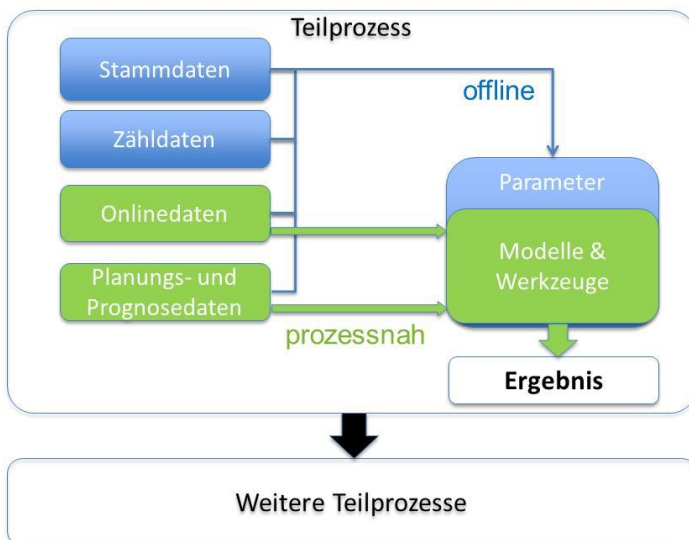 Teilprozess
Stammdaten
offline
Zähldaten
Parameter
Onlinedaten
Modelle &
Werkzeuge
Planungs- und
Prognosedaten
prozessnah
Ergebnis
Weitere Teilprozesse